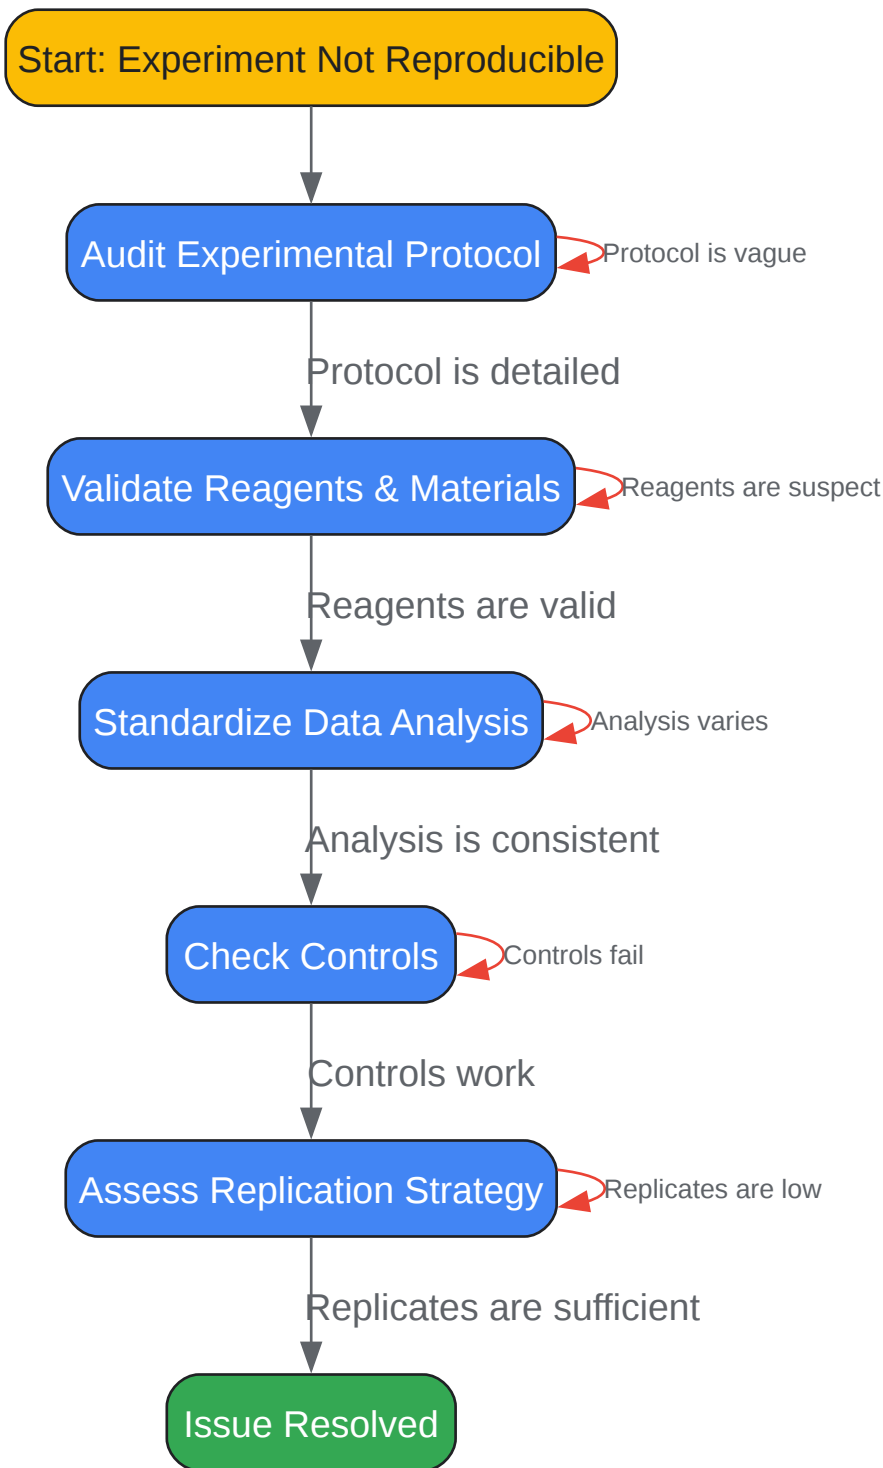 Start: Experiment Not Reproducible
Audit Experimental Protocol
Protocol is vague
Protocol is detailed
Validate Reagents & Materials
Reagents are suspect
Reagents are valid
Standardize Data Analysis
Analysis varies
Analysis is consistent
Check Controls
Controls fail
Controls work
Assess Replication Strategy
Replicates are low
Replicates are sufficient
Issue Resolved